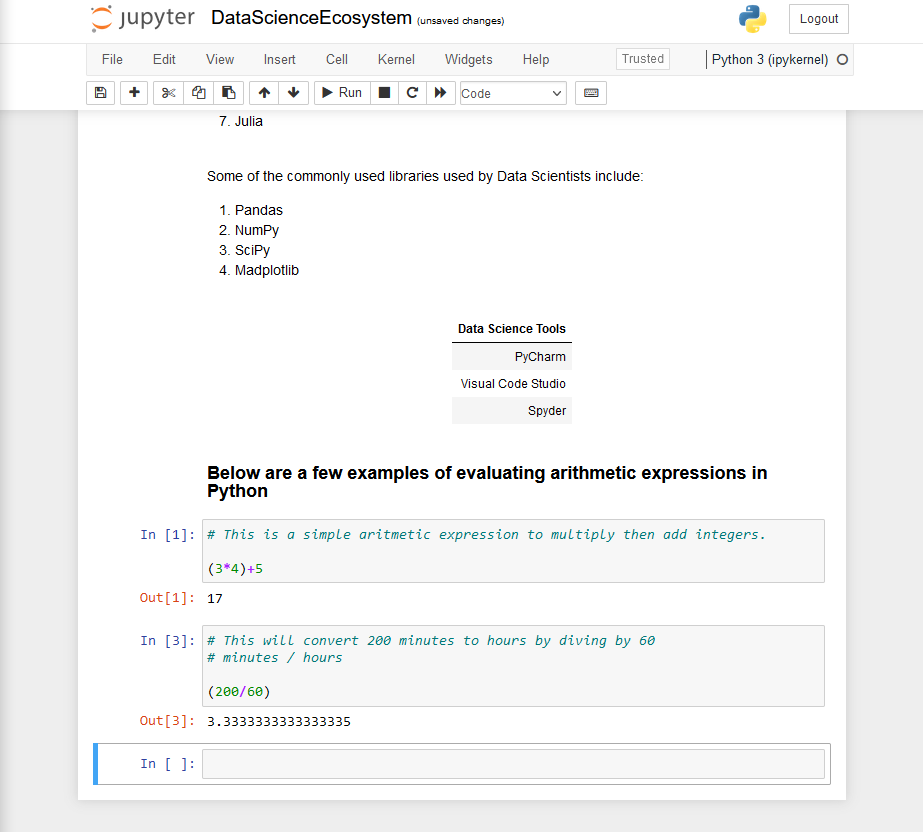 jupyter DataScienceEcosystem (unsaved changes) Logout
File Edit View Insert Cell Kernel Widgets Help Trusted Python 3 (ipykernel)
Run Code
7. Julia
Some of the commonly used libraries used by Data Scientists include:
1. Pandas
2. NumPy
3. SciPy
4. Madplotlib
Data Science Tools
PyCharm
Visual Code Studio
Spyder
Below are a few examples of evaluating arithmetic expressions in
Python
In [1]: # This is a simple aritmetic expression to multiply then add integers.
(3*4)+5
Out[1]: 17
In [3]: # This will convert 200 minutes to hours by diving by 60
# minutes / hours
(200/60)
Out[3]: 3.3333333333333335
In [ ]: